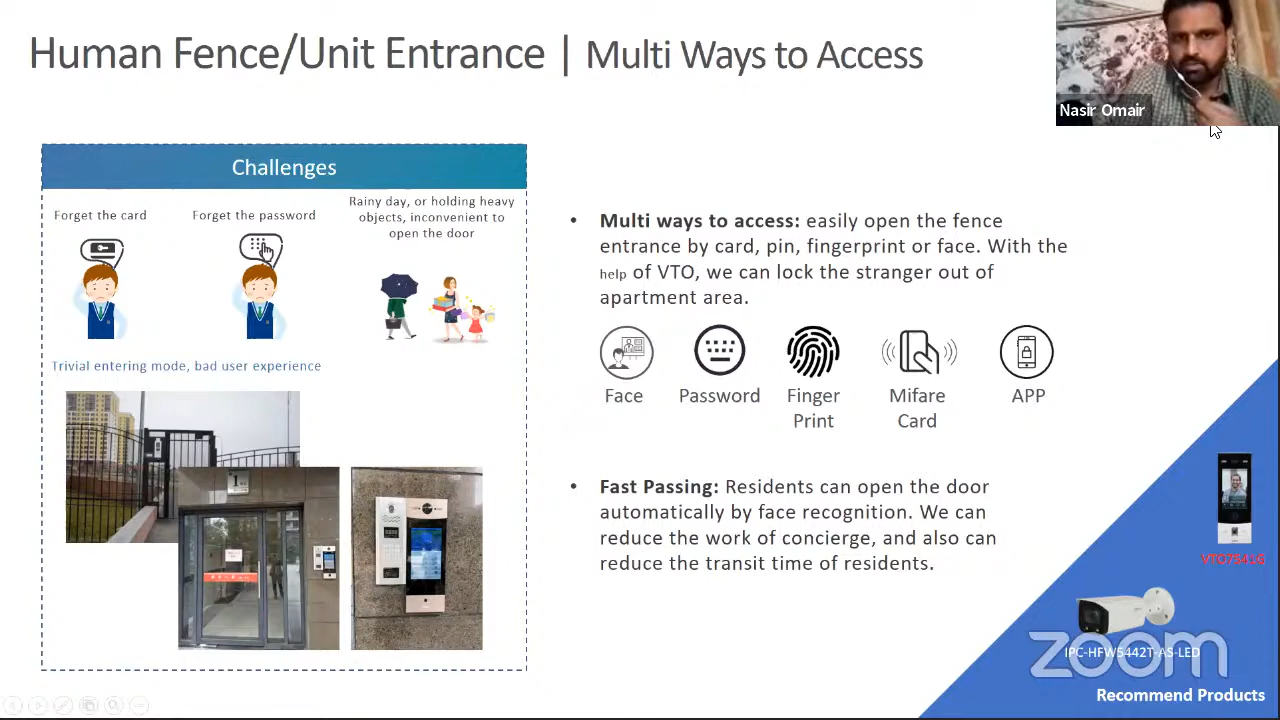 Human Fence/Unit Entrance | Multi Ways to Access
Nasir Omair
Challenges
Forget the card
Forget the password
Rainy day, or holding heavy
objects, inconvenient to
open the door
Trivial entering mode, bad user experience
1
• Multi ways to access: easily open the fence
entrance by card, pin, fingerprint or face. With the
help of VTO, we can lock the stranger out of
apartment area.
Face
Password
Finger
Print
Mifare
Card
APP
• Fast Passing: Residents can open the door
automatically by face recognition. We can
reduce the work of concierge, and also can
reduce the transit time of residents.
VTO7541G
IPC-HFW5442T-AS-LED
zoom
Recommend Products